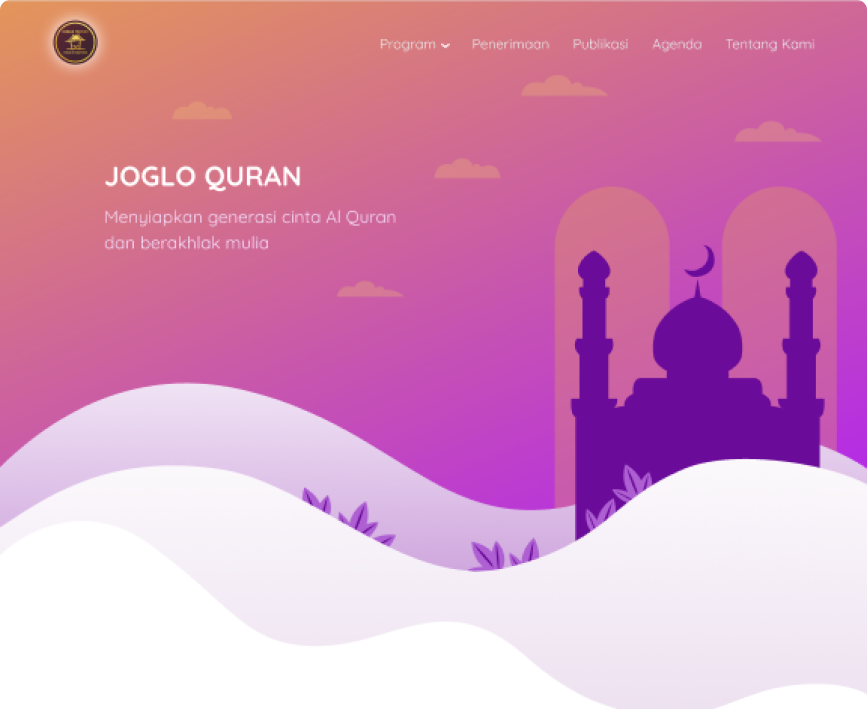 Program
Penerimaan
Publikasi
Agenda
Tentang Kami
JOGLO QURAN
Menyiapkan generasi cinta Al Quran
dan berakhlak mulia